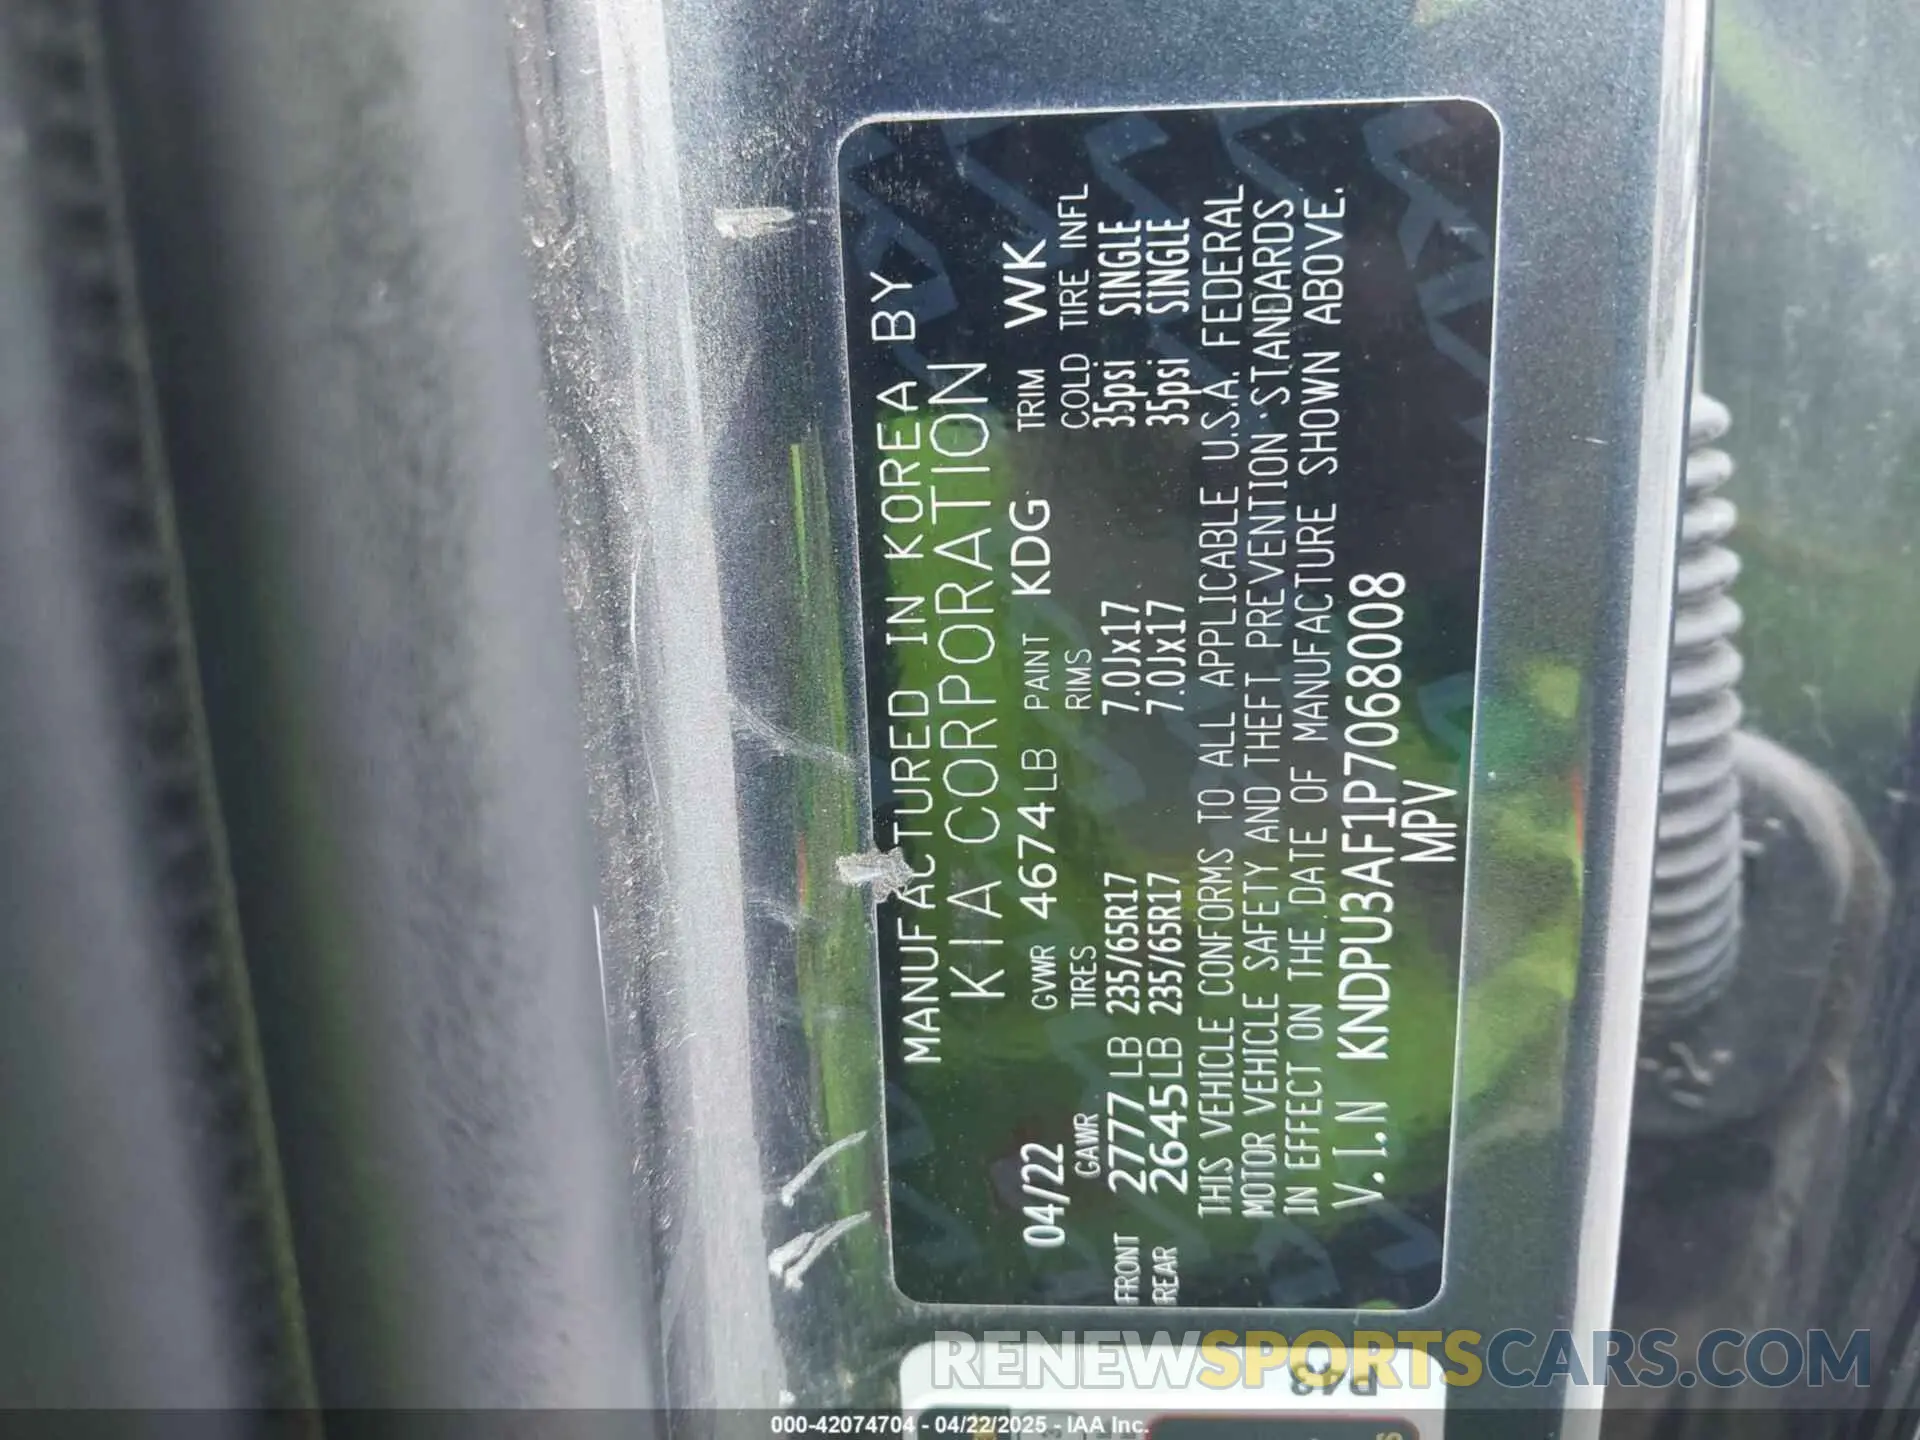 MANUFACTURED IN KOREA BY
KIA CORPORATION
04/22 GVWR 4674LB PAINT KDG TRIM WK
GAWR TIRES RIMS COLD TIRE INFL
FRONT 2777 LB 235/65R17 7.0Jx17 35psi SINGLE
REAR 2645LB 235/65R17 7.0Jx17 35psi SINGLE
THIS VEHICLE CONFORMS TO ALL APPLICABLE U.S.A. FEDERAL
MOTOR VEHICLE SAFETY AND THEFT PREVENTION STANDARDS
IN EFFECT ON THE DATE OF MANUFACTURE SHOWN ABOVE.
V.I.N KNDPU3AF1P7068008
MPV
RENEWSPORTSCARS.COM
000-42074704 - 04/22/2025 - IAA Inc.